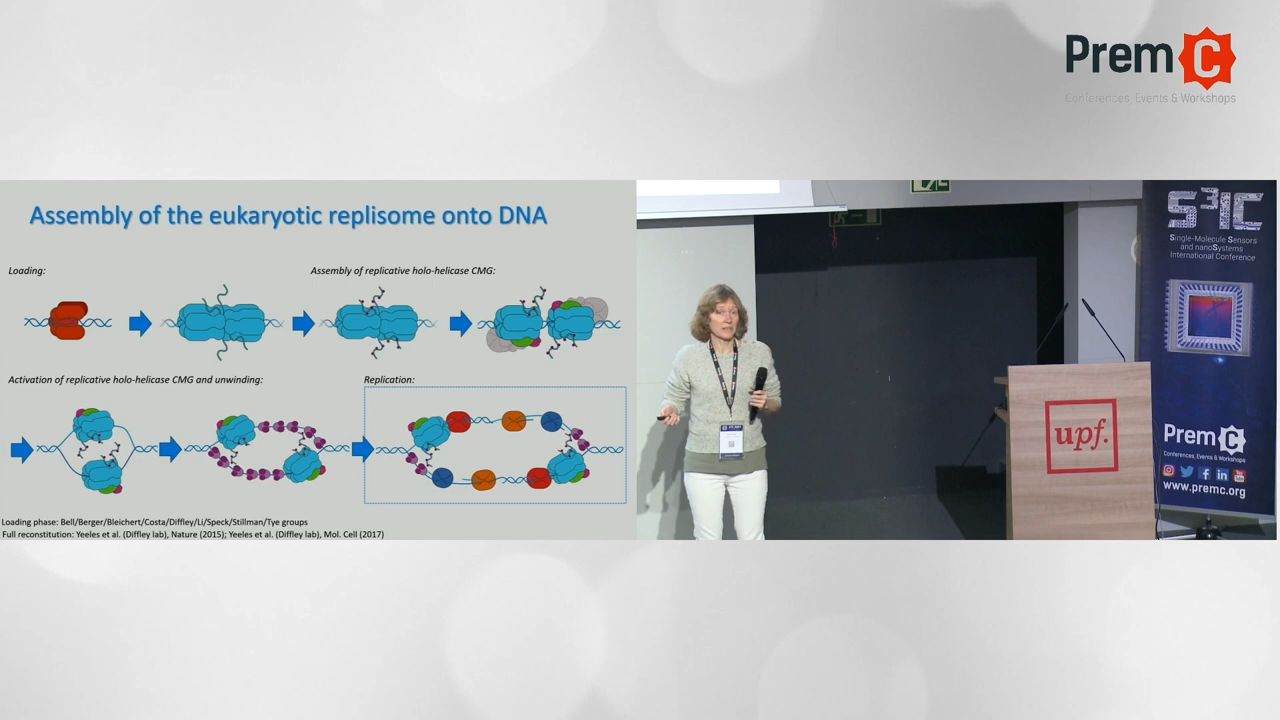 Prem C
Conferences, Events & Workshops
Assembly of the eukaryotic replisome onto DNA
Loading:
Assembly of replicative holo-helicase CMG:
Activation of replicative holo-helicase CMG and unwinding:
Replication:
Loading phase: Bell/Berger/Bleichert/Costa/Diffley/Li/Speck/Stillman/Tye groups
Full reconstitution: Yeeles et al. (Diffley lab), Nature (2015); Yeeles et al. (Diffley lab), Mol. Cell (2017)
S3IC
Single-Molecule Sensors
and nanoSystems
International Conference
upf.
Prem C
Conferences, Events & Workshops
www.premc.org